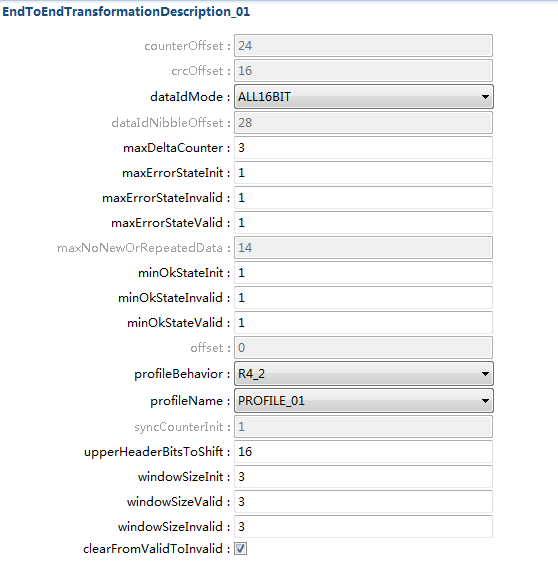 EndToEndTransformationDescription_01
counterOffset : 24
crcOffset : 16
dataIdMode : ALL16BIT
dataIdNibbleOffset : 28
maxDeltaCounter : 3
maxErrorStateInit : 1
maxErrorStateInvalid : 1
maxErrorStateValid : 1
maxNoNewOrRepeatedData : 14
minOkStateInit : 1
minOkStateInvalid : 1
minOkStateValid : 1
offset : 0
profileBehavior : R4_2
profileName : PROFILE_01
syncCounterInit : 1
upperHeaderBitsToShift : 16
windowSizeInit : 3
windowSizeValid : 3
windowSizeInvalid : 3
clearFromValidToInvalid :